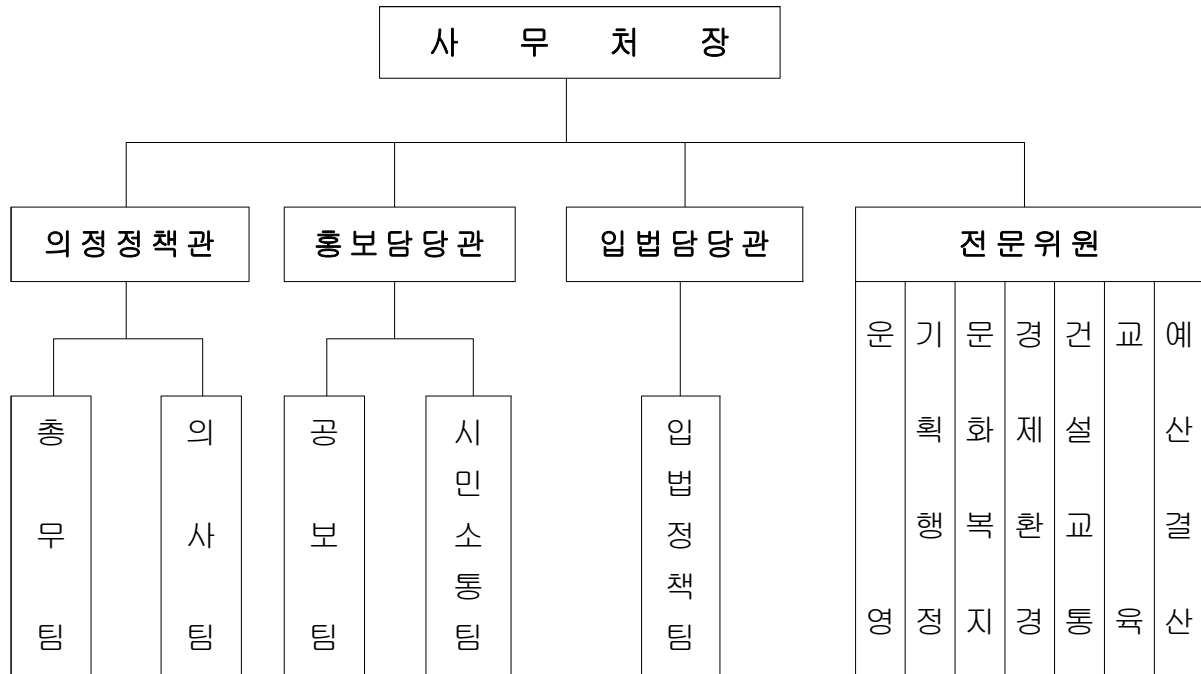 사 무 처 장
의정정책관
홍보담당관
입법담당관
전문위원
총무팀
의사팀
공보팀
시민소통팀
입법정책팀
운영
기획행정
문화복지
경제환경
건설교통
교육
예산결산